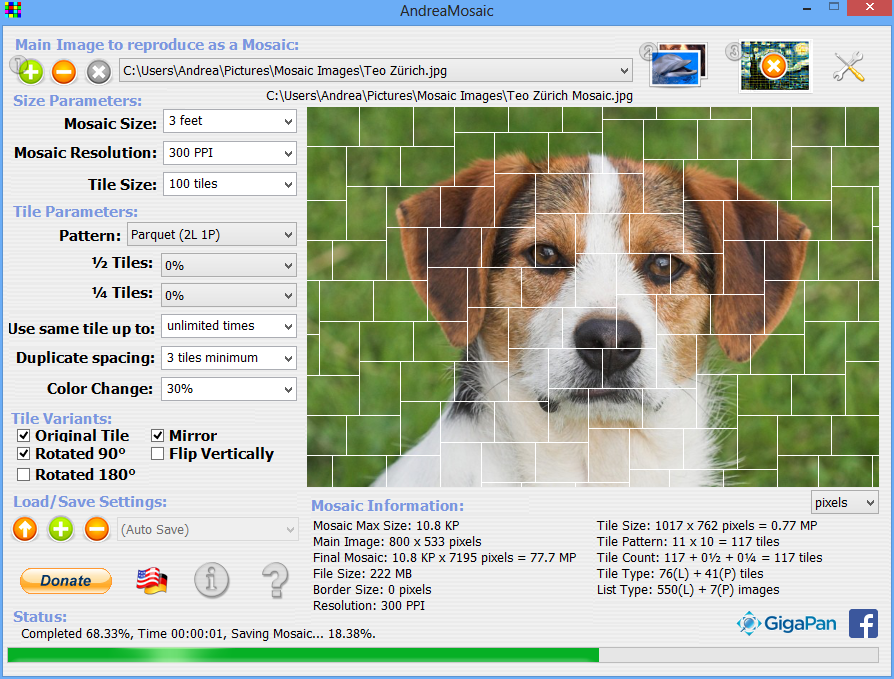 AndreaMosaic
Main Image to reproduce as a Mosaic:
1
C:\Users\Andrea\Pictures\Mosaic Images\Teo Zürich.jpg
2
3
C:\Users\Andrea\Pictures\Mosaic Images\Teo Zürich Mosaic.jpg
Size Parameters:
Mosaic Size: 3 feet
Mosaic Resolution: 300 PPI
Tile Size: 100 tiles
Tile Parameters:
Pattern: Parquet (2L 1P)
½ Tiles: 0%
¼ Tiles: 0%
Use same tile up to: unlimited times
Duplicate spacing: 3 tiles minimum
Color Change: 30%
Tile Variants:
Original Tile Mirror
Rotated 90º Flip Vertically
Rotated 180º
Load/Save Settings:
(Auto Save)
Donate
Mosaic Information:
pixels
Mosaic Max Size: 10.8 KP
Main Image: 800 x 533 pixels
Final Mosaic: 10.8 KP x 7195 pixels = 77.7 MP
File Size: 222 MB
Border Size: 0 pixels
Resolution: 300 PPI
Tile Size: 1017 x 762 pixels = 0.77 MP
Tile Pattern: 11 x 10 = 117 tiles
Tile Count: 117 + 0½ + 0¼ = 117 tiles
Tile Type: 76(L) + 41(P) tiles
List Type: 550(L) + 7(P) images
GigaPan
Status:
Completed 68.33%, Time 00:00:01, Saving Mosaic... 18.38%.